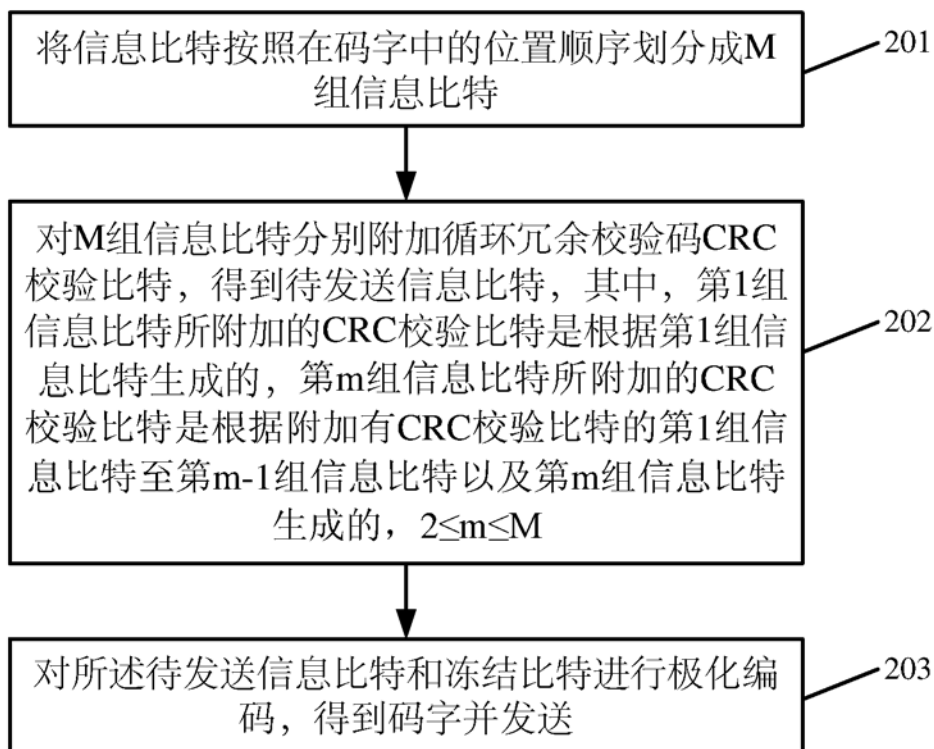 将信息比特按照在码字中的位置顺序划分成M
组信息比特
201
对M组信息比特分别附加循环冗余校验码CRC
校验比特，得到待发送信息比特，其中，第1组
信息比特所附加的CRC校验比特是根据第1组信
息比特生成的，第m组信息比特所附加的CRC
校验比特是根据附加有CRC校验比特的第1组信
息比特至第m-1组信息比特以及第m组信息比特
生成的，2≤m≤M
202
对所述待发送信息比特和冻结比特进行极化编
码，得到码字并发送
203